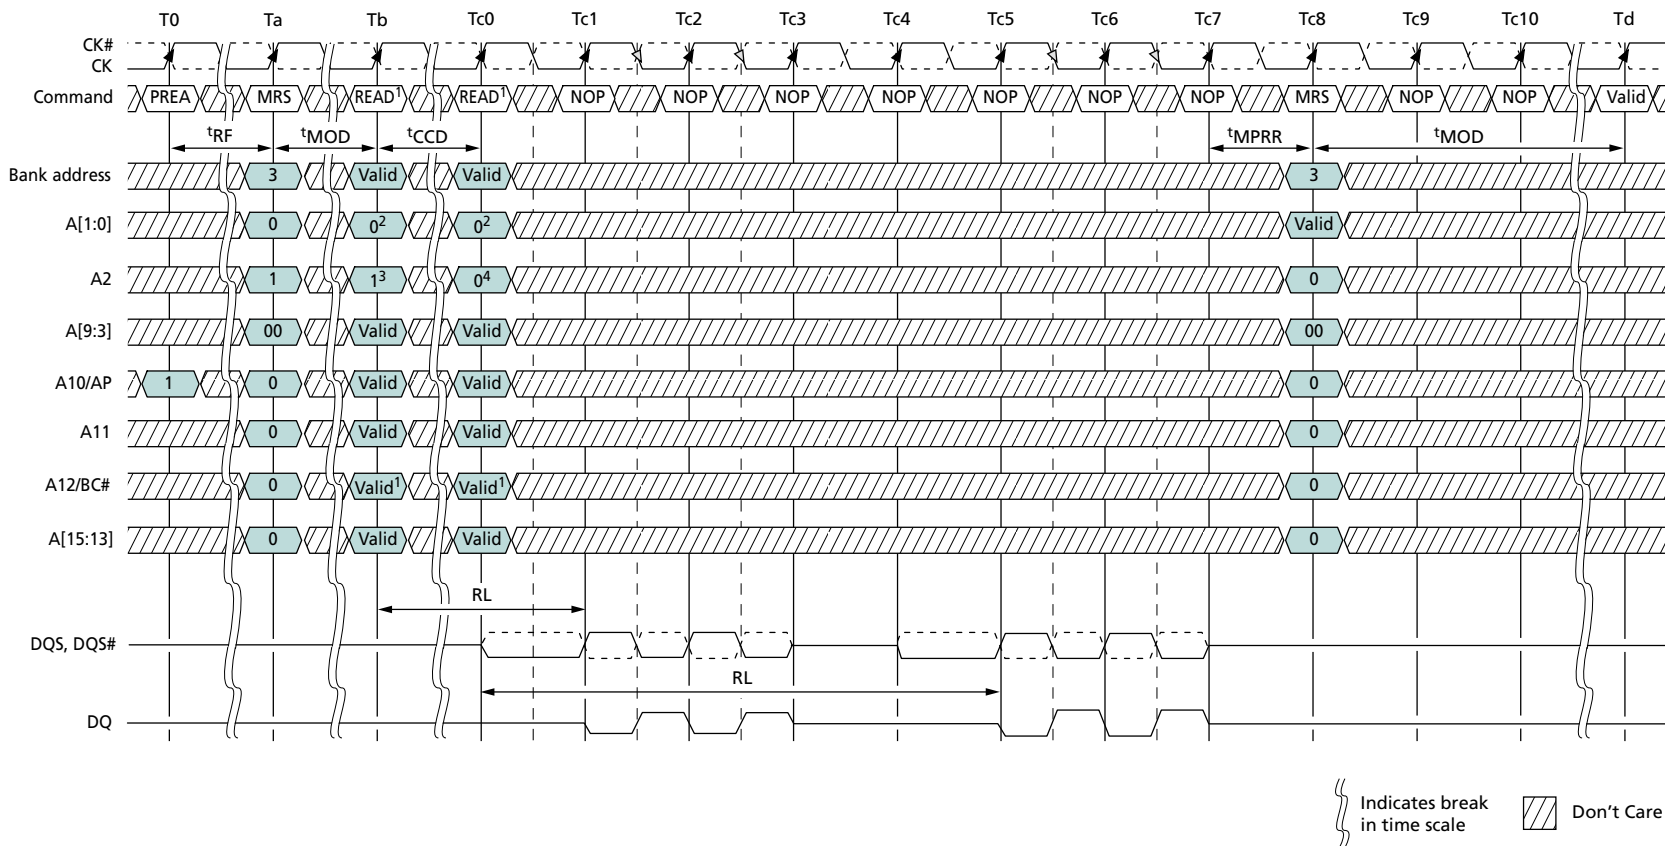 T0 Ta Tb Tc0 Tc1 Tc2 Tc3 Tc4 Tc5 Tc6 Tc7 Tc8 Tc9 Tc10 Td
CK#
CK
Command PREA MRS READ1 READ1 NOP NOP NOP NOP NOP NOP NOP MRS NOP NOP Valid
tRF tMOD tCCD tMPRR tMOD
Bank address 3 Valid Valid 3
A[1:0] 0 02 02 Valid
A2 1 13 04 0
A[9:3] 00 Valid Valid 00
A10/AP 1 0 Valid Valid 0
A11 0 Valid Valid 0
A12/BC# 0 Valid1 Valid1 0
A[15:13] 0 Valid Valid 0
RL
DQS, DQS#
RL
DQ
Indicates break
in time scale
Don't Care